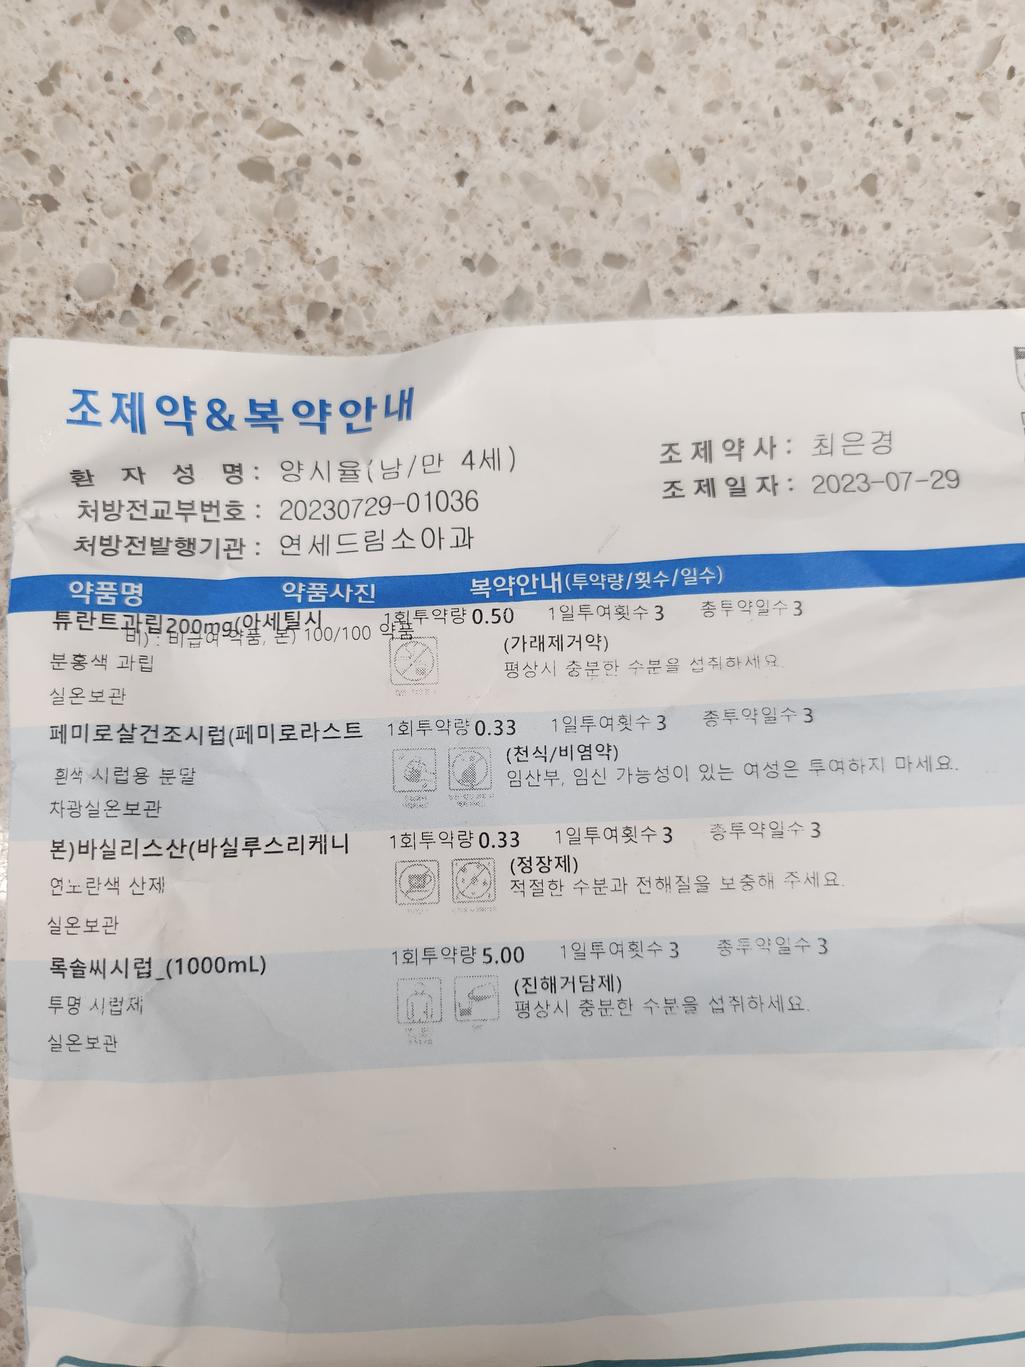 조제약&복약안내
환 자 성 명 : 양시율(남/만 4세)
조제약사 : 최은경
처방전교부번호 : 20230729-01036
조제일자 : 2023-07-29
처방전발행기관 : 연세드림소아과
약품명 약품사진 복약안내(투약량/횟수/일수)
튜란트과립200mg(아세틸시 1회투약량 0.50 1일투여횟수 3 총투약일수 3
비) : 비급여 약품, 본) 100/100 약품
(가래제거약)
분홍색 과립 평상시 충분한 수분을 섭취하세요.
실온보관
페미로살건조시럽(페미로라스트 1회투약량 0.33 1일투여횟수 3 총투약일수 3
(천식/비염약)
흰색 시럽용 분말 임산부, 임신 가능성이 있는 여성은 투여하지 마세요.
차광실온보관
본)바실리스산(바실루스리케니 1회투약량 0.33 1일투여횟수 3 총투약일수 3
(정장제)
연노란색 산제 적절한 수분과 전해질을 보충해 주세요.
실온보관
록솔씨시럽_(1000mL) 1회투약량 5.00 1일투여횟수 3 총투약일수 3
(진해거담제)
투명 시럽제 평상시 충분한 수분을 섭취하세요.
실온보관